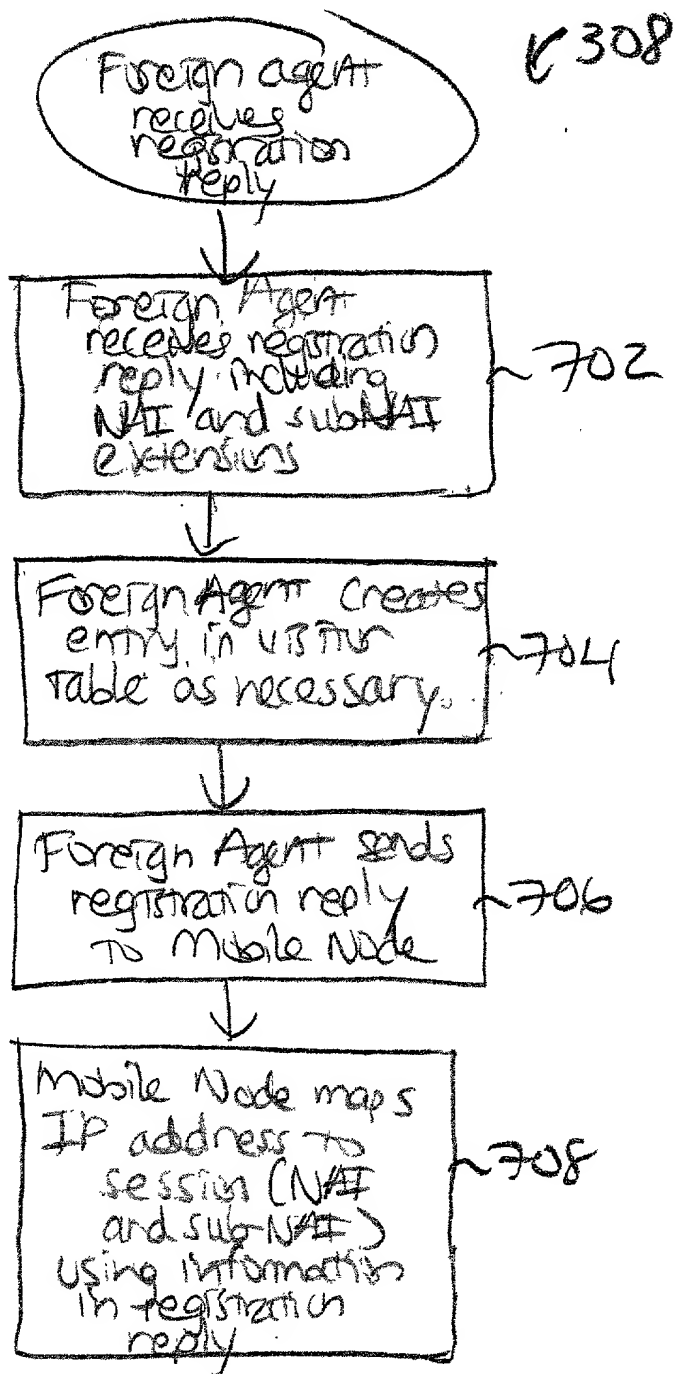 308
Foreign agent
receives
registration
reply
Foreign Agent
receives registration
reply including
NAI and subNAI
extensions
702
Foreign Agent creates
entry in visitor
table as necessary.
704
Foreign Agent sends
registration reply
to Mobile Node
706
Mobile Node maps
IP address to
session (NAI
and sub-NAI)
using information
in registration
reply
708